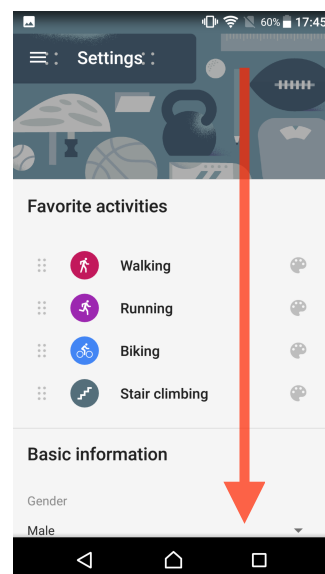 60% 17:45
Settings
Favorite activities
Walking
Running
Biking
Stair climbing
Basic information
Gender
Male